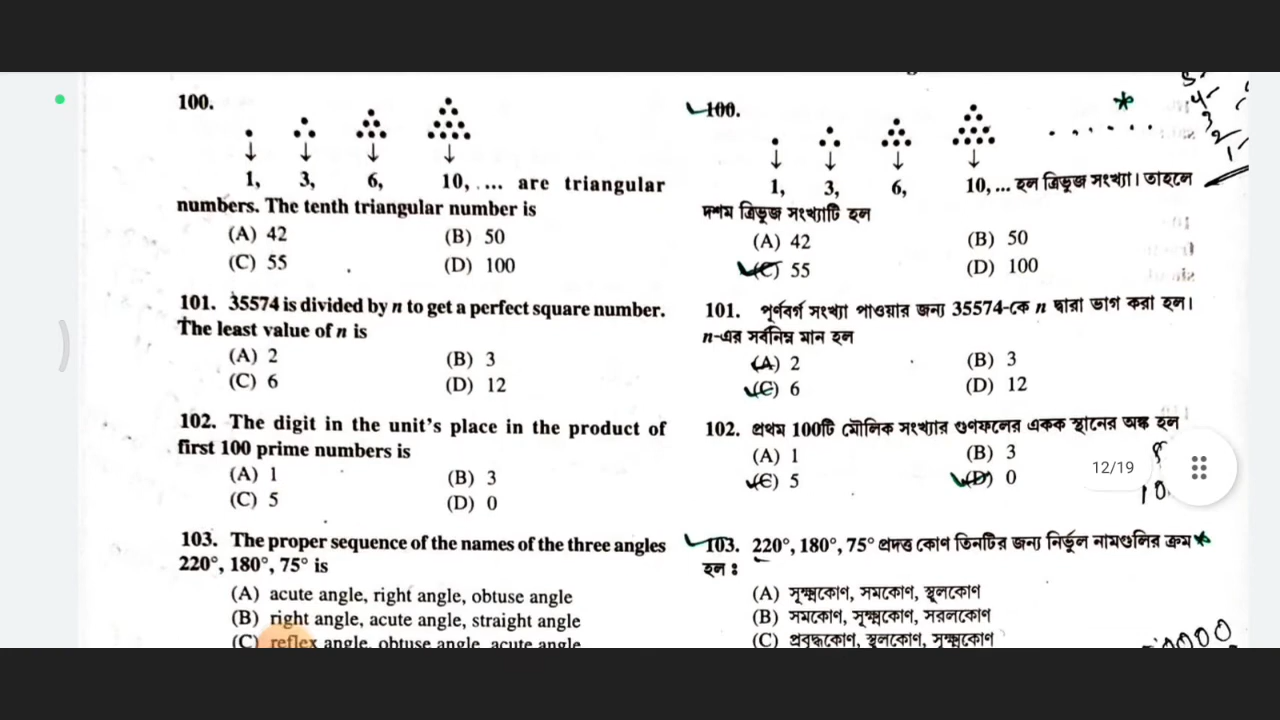 100.
1, 3, 6, 10, .... are triangular
numbers. The tenth triangular number is
(A) 42 (B) 50
(C) 55 (D) 100
101. 35574 is divided by n to get a perfect square number.
The least value of n is
(A) 2 (B) 3
(C) 6 (D) 12
102. The digit in the unit's place in the product of
first 100 prime numbers is
(A) 1 (B) 3
(C) 5 (D) 0
103. The proper sequence of the names of the three angles
220°, 180°, 75° is
(A) acute angle, right angle, obtuse angle
(B) right angle, acute angle, straight angle
(C) reflex angle, obtuse angle, acute angle
100.
1, 3, 6, 10, ... হল ত্রিভুজ সংখ্যা। তাহলে
দশম ত্রিভুজ সংখ্যাটি হল
(A) 42 (B) 50
(C) 55 (D) 100
101. পূর্ণবর্গ সংখ্যা পাওয়ার জন্য 35574-কে n দ্বারা ভাগ করা হল।
n-এর সর্বনিম্ন মান হল
(A) 2 (B) 3
(C) 6 (D) 12
102. প্রথম 100টি মৌলিক সংখ্যার গুণফলের একক স্থানের অঙ্ক হল
(A) 1 (B) 3
(C) 5 (D) 0
103. 220°, 180°, 75° প্রদত্ত কোণ তিনটির জন্য নির্ভুল নামগুলির ক্রম
হল :
(A) সূক্ষ্মকোণ, সমকোণ, স্থূলকোণ
(B) সমকোণ, সূক্ষ্মকোণ, সরলকোণ
(C) প্রবৃদ্ধকোণ, স্থূলকোণ, সূক্ষ্মকোণ
12/19